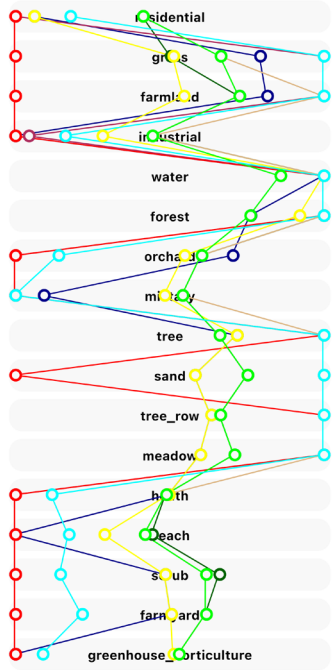 residential
grass
farmland
industrial
water
forest
orchard
military
tree
sand
tree_row
meadow
heath
beach
scrub
farmyard
greenhouse_horticulture